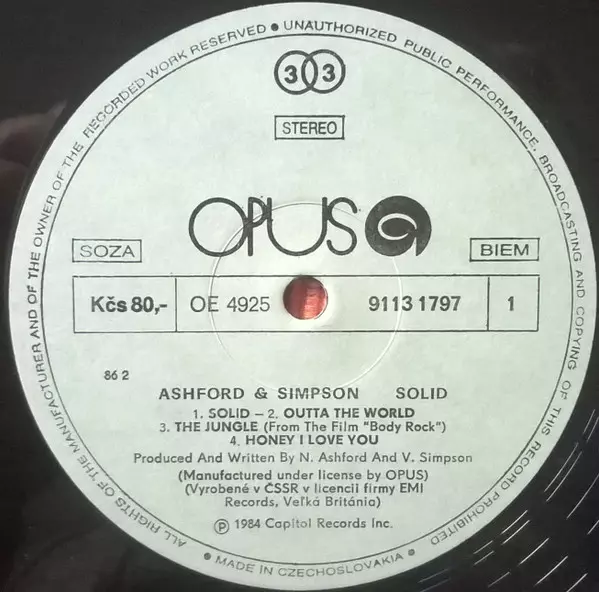 ALL RIGHTS OF THE MANUFACTURER AND OF THE OWNER OF THE RECORDED WORK RESERVED ● UNAUTHORIZED PUBLIC PERFORMANCE, BROADCASTING AND COPYING OF THIS RECORD PROHIBITED
33
STEREO
OPUS
SOZA
BIEM
Kčs 80,- OE 4925 9113 1797 1
86 2
ASHFORD & SIMPSON SOLID
1. SOLID – 2. OUTTA THE WORLD
3. THE JUNGLE (From The Film "Body Rock")
4. HONEY I LOVE YOU
Produced And Written By N. Ashford And V. Simpson
(Manufactured under license by OPUS)
(Vyrobené v ČSSR v licencii firmy EMI
Records, Veľká Británia)
Ⓟ 1984 Capitol Records Inc.
● MADE IN CZECHOSLOVAKIA ●